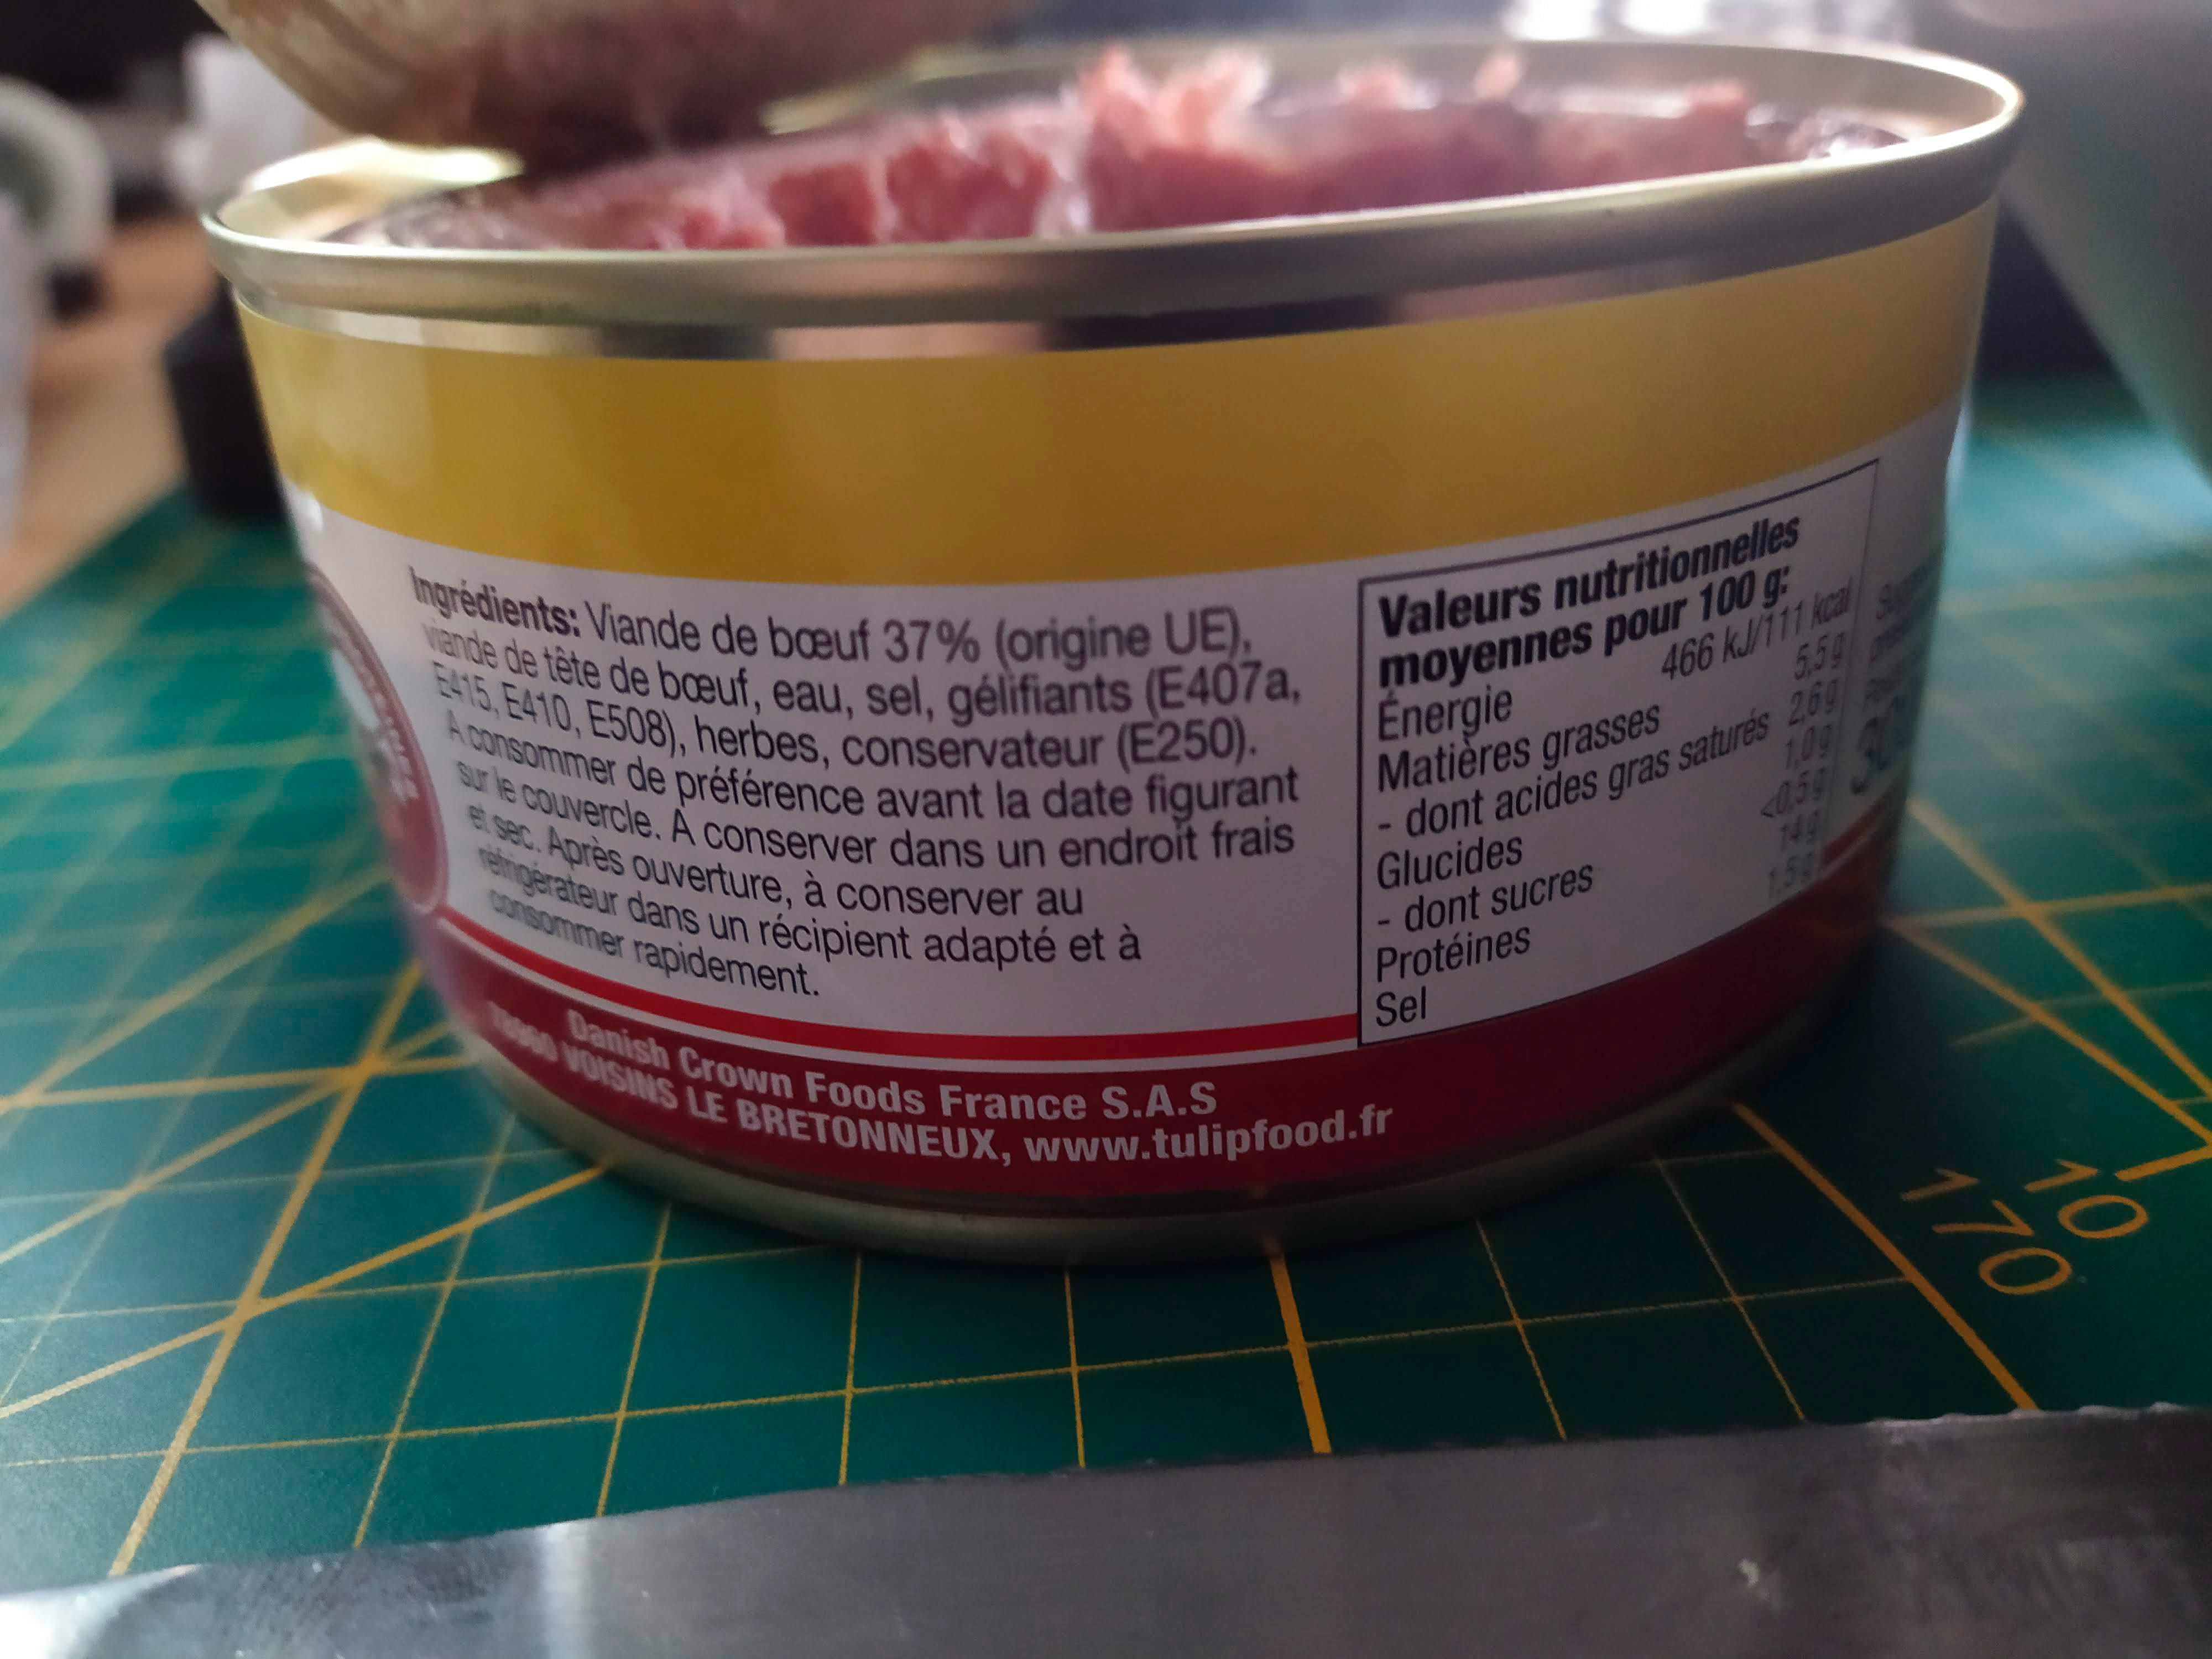 Ingrédients: Viande de bœuf 37% (origine UE),
viande de tête de bœuf, eau, sel, gélifiants (E407a,
E415, E410, E508), herbes, conservateur (E250).
A consommer de préférence avant la date figurant
sur le couvercle. A conserver dans un endroit frais
et sec. Après ouverture, à conserver au
réfrigérateur dans un récipient adapté et à
consommer rapidement.
Danish Crown Foods France S.A.S
VOISINS LE BRETONNEUX, www.tulipfood.fr
Valeurs nutritionnelles
moyennes pour 100 g:
Énergie 466 kJ/111 kcal
Matières grasses 5,5 g
- dont acides gras saturés 2,6 g
Glucides 1,0 g
- dont sucres <0,5 g
Protéines 14 g
Sel 1,5 g
10
170